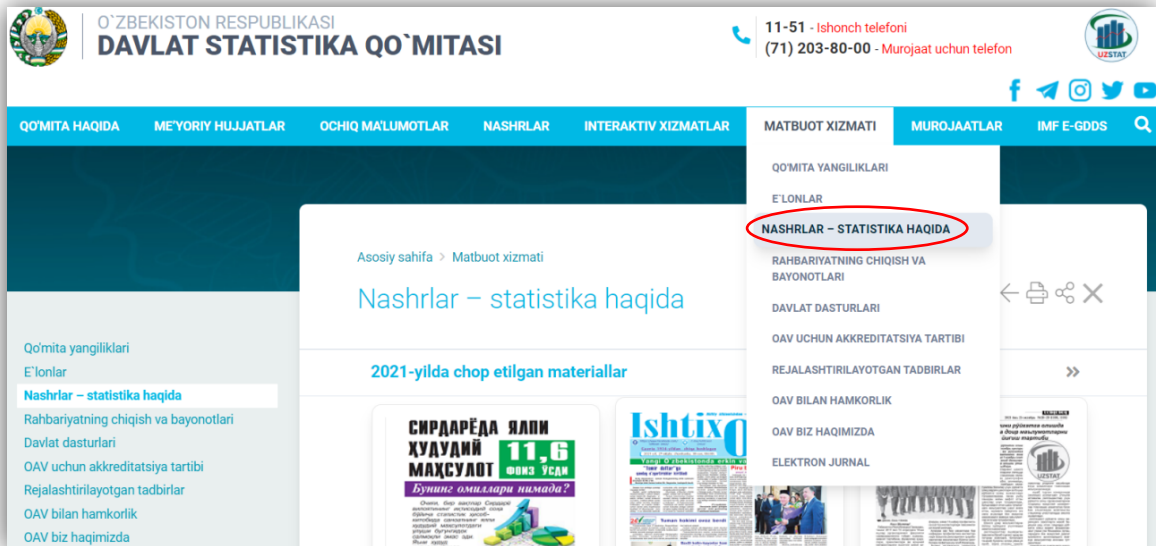 O`ZBEKISTON RESPUBLIKASI
DAVLAT STATISTIKA QO`MITASI
11-51 - Ishonch telefoni
(71) 203-80-00 - Murojaat uchun telefon
UZSTAT
QO'MITA HAQIDA ME'YORIY HUJJATLAR OCHIQ MA'LUMOTLAR NASHRLAR INTERAKTIV XIZMATLAR MATBUOT XIZMATI MUROJAATLAR IMF E-GDDS
QO'MITA YANGILIKLARI
E`LONLAR
NASHRLAR – STATISTIKA HAQIDA
RAHBARIYATNING CHIQISH VA
BAYONOTLARI
DAVLAT DASTURLARI
OAV UCHUN AKKREDITATSIYA TARTIBI
REJALASHTIRILAYOTGAN TADBIRLAR
OAV BILAN HAMKORLIK
OAV BIZ HAQIMIZDA
ELEKTRON JURNAL
Asosiy sahifa > Matbuot xizmati
Nashrlar – statistika haqida
Qo'mita yangiliklari
E`lonlar
Nashrlar – statistika haqida
Rahbariyatning chiqish va bayonotlari
Davlat dasturlari
OAV uchun akkreditatsiya tartibi
Rejalashtirilayotgan tadbirlar
OAV bilan hamkorlik
OAV biz haqimizda
2021-yilda chop etilgan materiallar
СИРДАРЁДА ЯЛПИ
ҲУДУДИЙ 11,6
МАҲСУЛОТ ФОИЗ ЎСДИ
Бунинг омиллари нимада?
Ishtix
UZSTAT